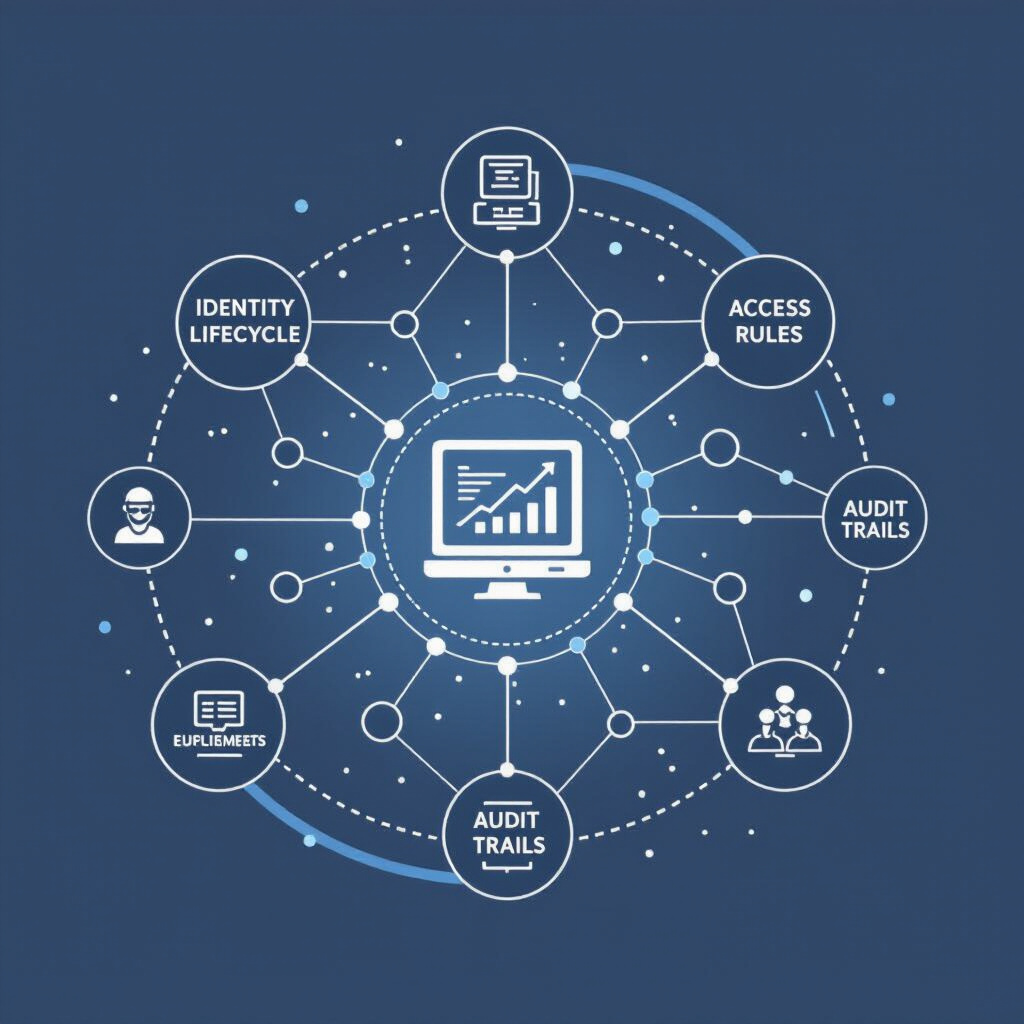 IDENTITY
LIFECYCLE
ACCESS
RULES
AUDIT
TRAILS
EUPLIEMEETS
AUDIT
TRAILS